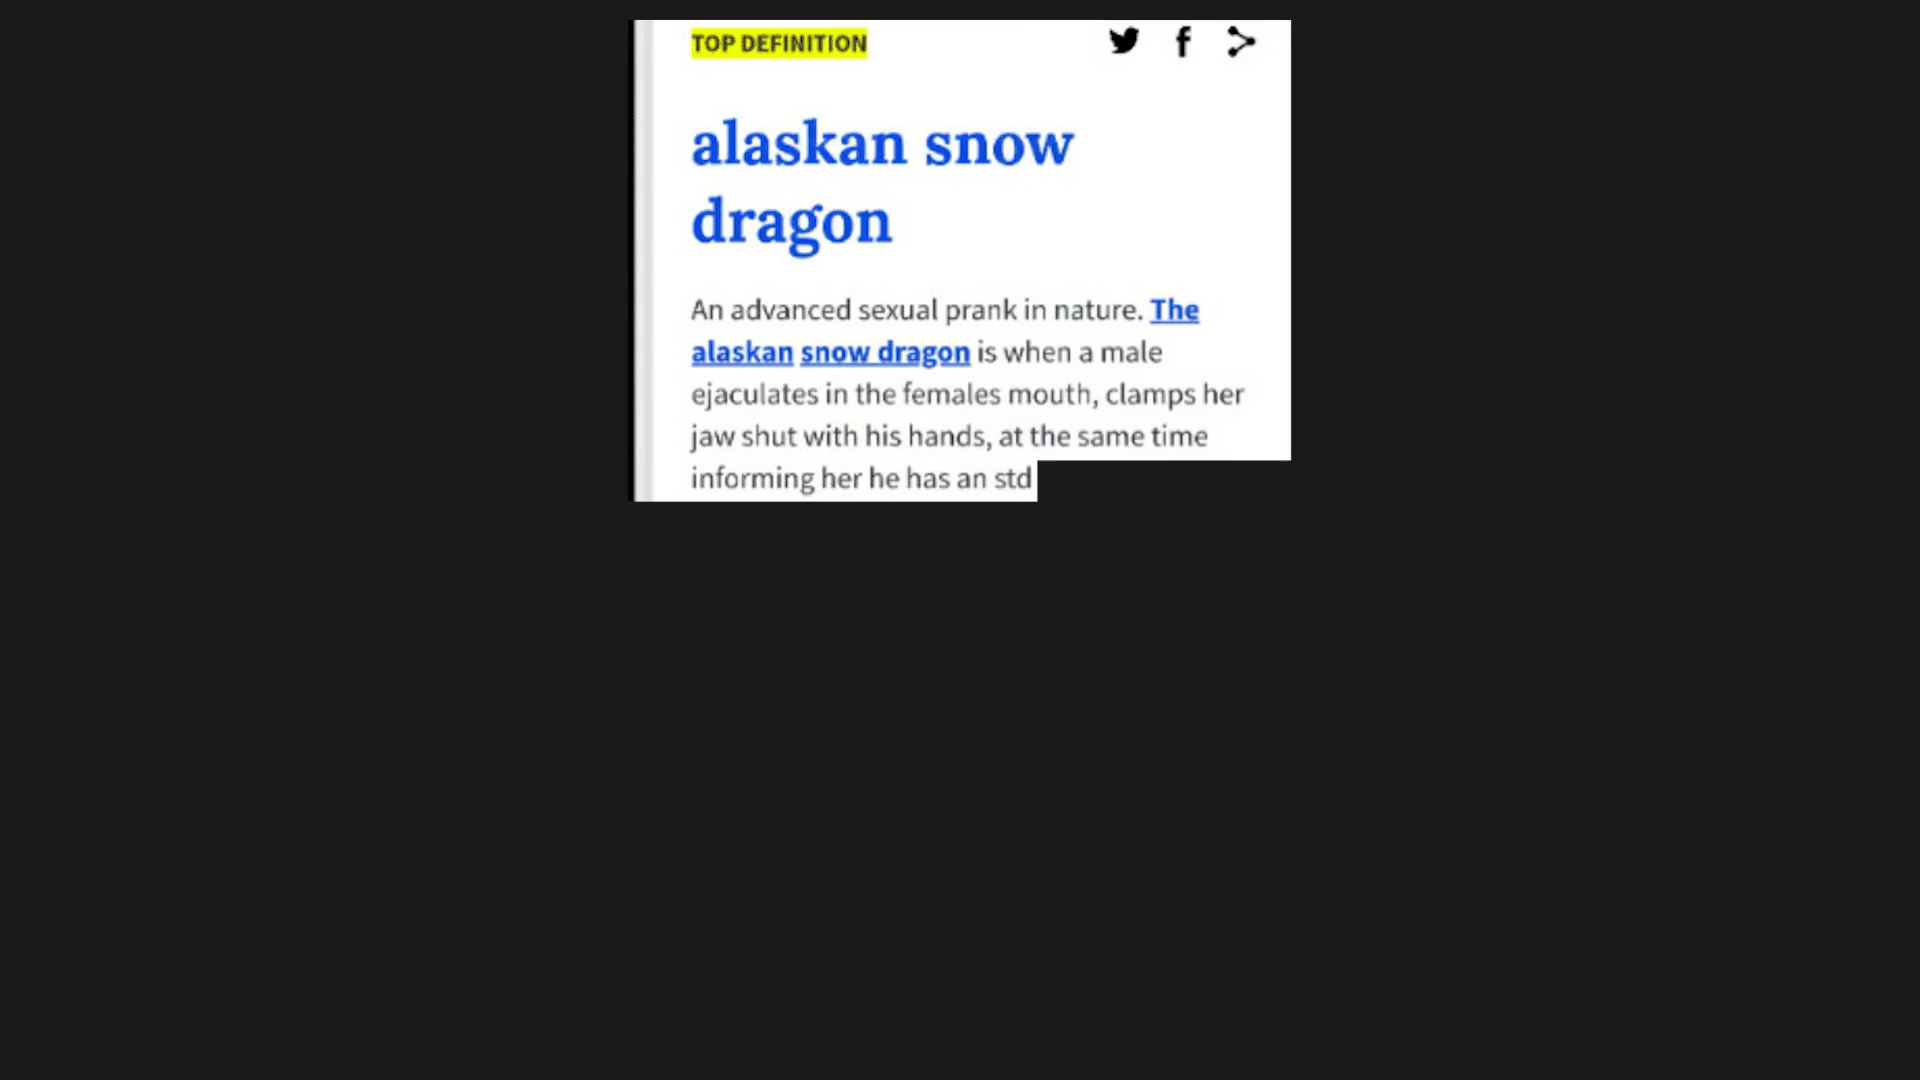 TOP DEFINITION
alaskan snow
dragon
An advanced sexual prank in nature. The
alaskan snow dragon is when a male
ejaculates in the females mouth, clamps her
jaw shut with his hands, at the same time
informing her he has an std